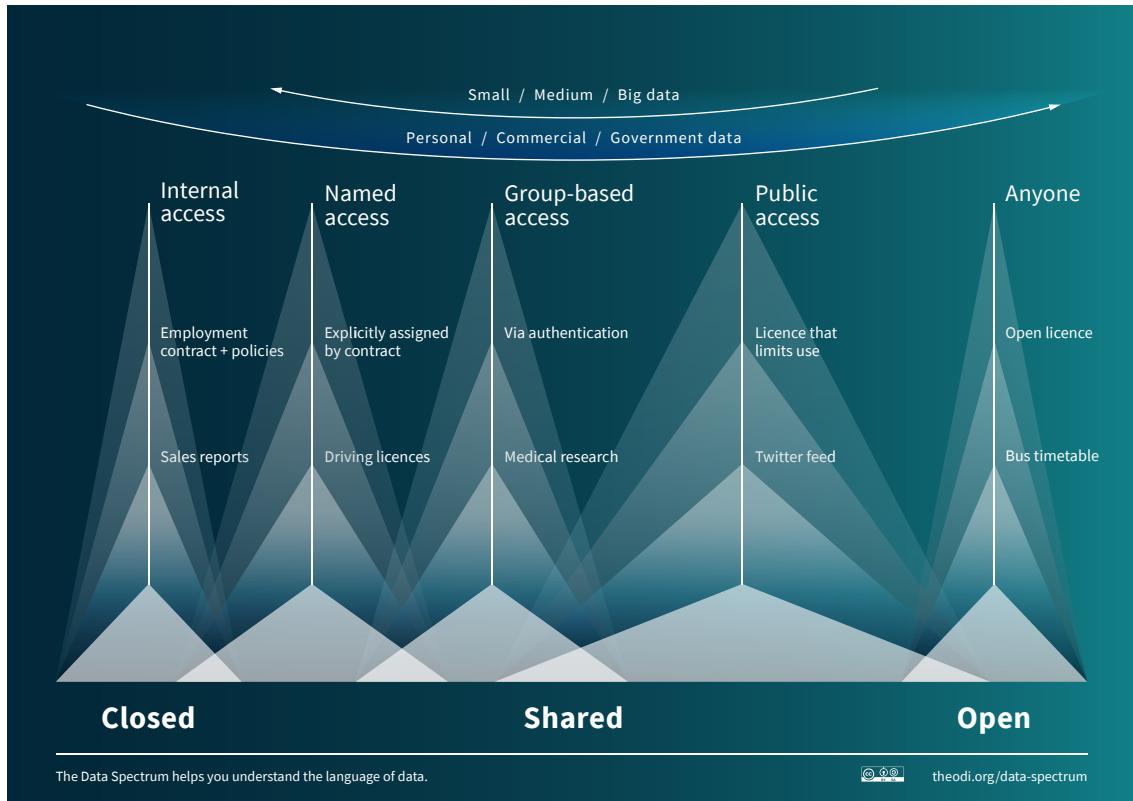 Small / Medium / Big data
Personal / Commercial / Government data
Internal
access
Named
access
Group-based
access
Public
access
Anyone
Employment
contract + policies
Explicitly assigned
by contract
Via authentication
Licence that
limits use
Open licence
Sales reports
Driving licences
Medical research
Twitter feed
Bus timetable
Closed
Shared
Open
The Data Spectrum helps you understand the language of data.
cc
BY SA
theodi.org/data-spectrum